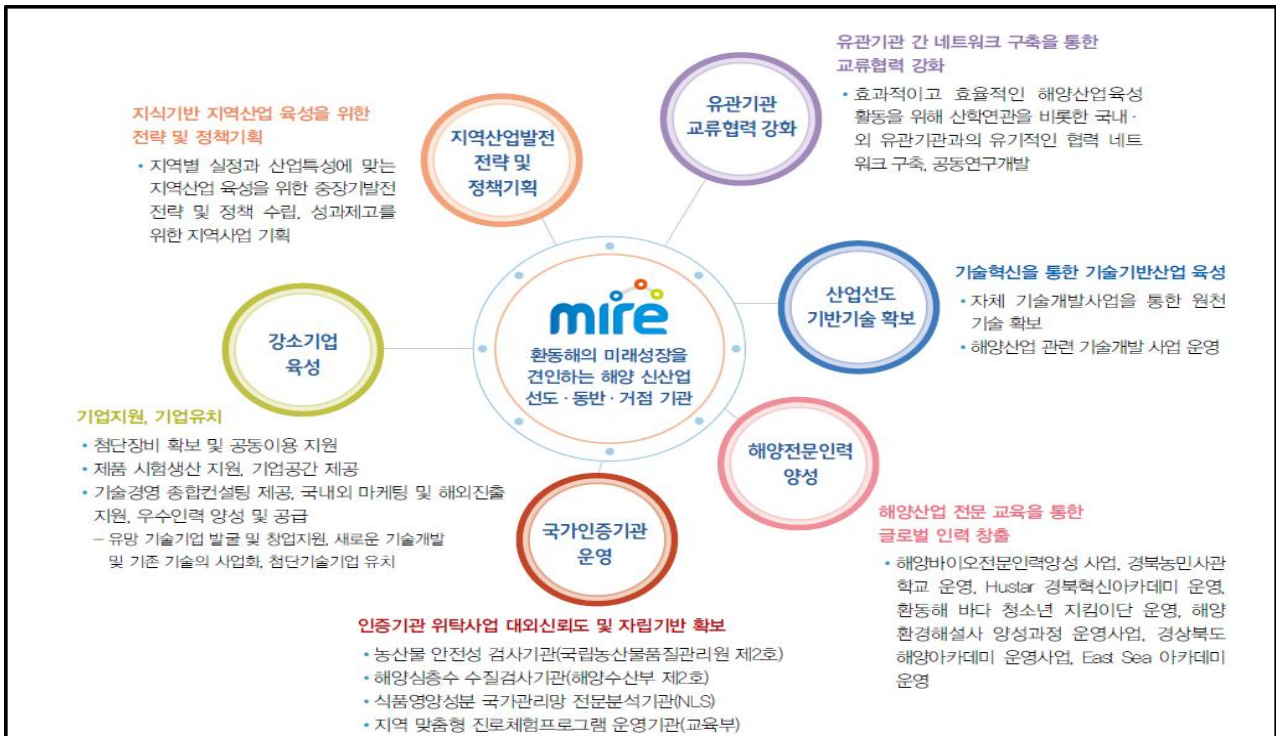 유관기관 간 네트워크 구축을 통한
교류협력 강화
• 효과적이고 효율적인 해양산업육성
활동을 위해 산학연관을 비롯한 국내·
외 유관기관과의 유기적인 협력 네트
워크 구축, 공동연구개발
유관기관
교류협력 강화
지식기반 지역산업 육성을 위한
전략 및 정책기획
• 지역별 실정과 산업특성에 맞는
지역산업 육성을 위한 중장기발전
전략 및 정책 수립, 성과제고를
위한 지역사업 기획
지역산업발전
전략 및
정책기획
기술혁신을 통한 기술기반산업 육성
• 자체 기술개발사업을 통한 원천
기술 확보
• 해양산업 관련 기술개발 사업 운영
산업선도
기반기술 확보
mire
환동해의 미래성장을
견인하는 해양 신산업
선도·동반·거점 기관
강소기업
육성
기업지원, 기업유치
• 첨단장비 확보 및 공동이용 지원
• 제품 시험생산 지원, 기업공간 제공
• 기술경영 종합컨설팅 제공, 국내외 마케팅 및 해외진출
지원, 우수인력 양성 및 공급
– 유망 기술기업 발굴 및 창업지원, 새로운 기술개발
및 기존 기술의 사업화, 첨단기술기업 유치
해양전문인력
양성
해양산업 전문 교육을 통한
글로벌 인력 창출
• 해양바이오전문인력양성 사업, 경북농민사관
학교 운영, Hustar 경북혁신아카데미 운영,
환동해 바다 청소년 지킴이단 운영, 해양
환경해설사 양성과정 운영사업, 경상북도
해양아카데미 운영사업, East Sea 아카데미
운영
국가인증기관
운영
인증기관 위탁사업 대외신뢰도 및 자립기반 확보
• 농산물 안전성 검사기관(국립농산물품질관리원 제2호)
• 해양심층수 수질검사기관(해양수산부 제2호)
• 식품영양성분 국가관리망 전문분석기관(NLS)
• 지역 맞춤형 진로체험프로그램 운영기관(교육부)